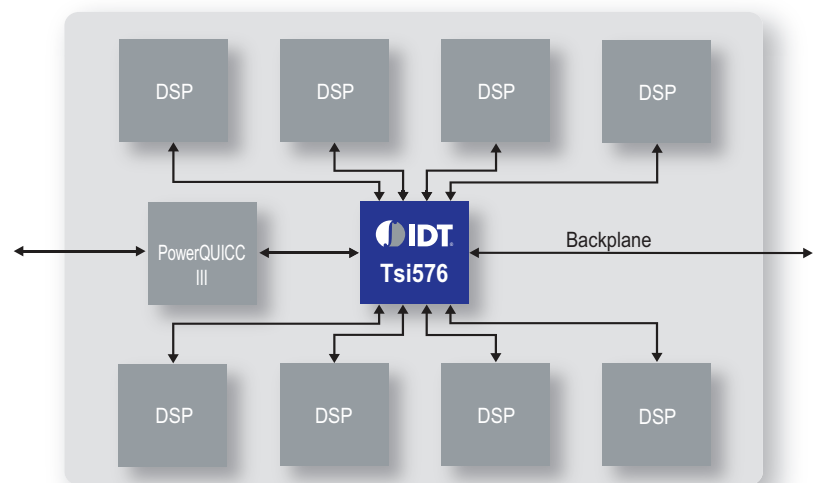 DSP
DSP
DSP
DSP
PowerQUICC
III
IDT.
Tsi576
Backplane
DSP
DSP
DSP
DSP